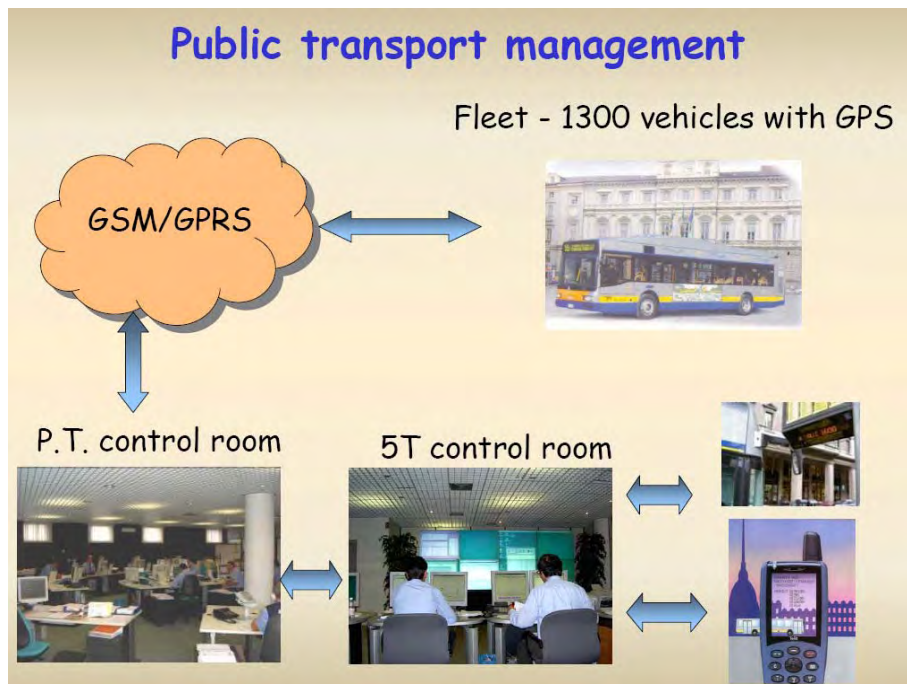 Public transport management
Fleet - 1300 vehicles with GPS
GSM/GPRS
P.T. control room
5T control room